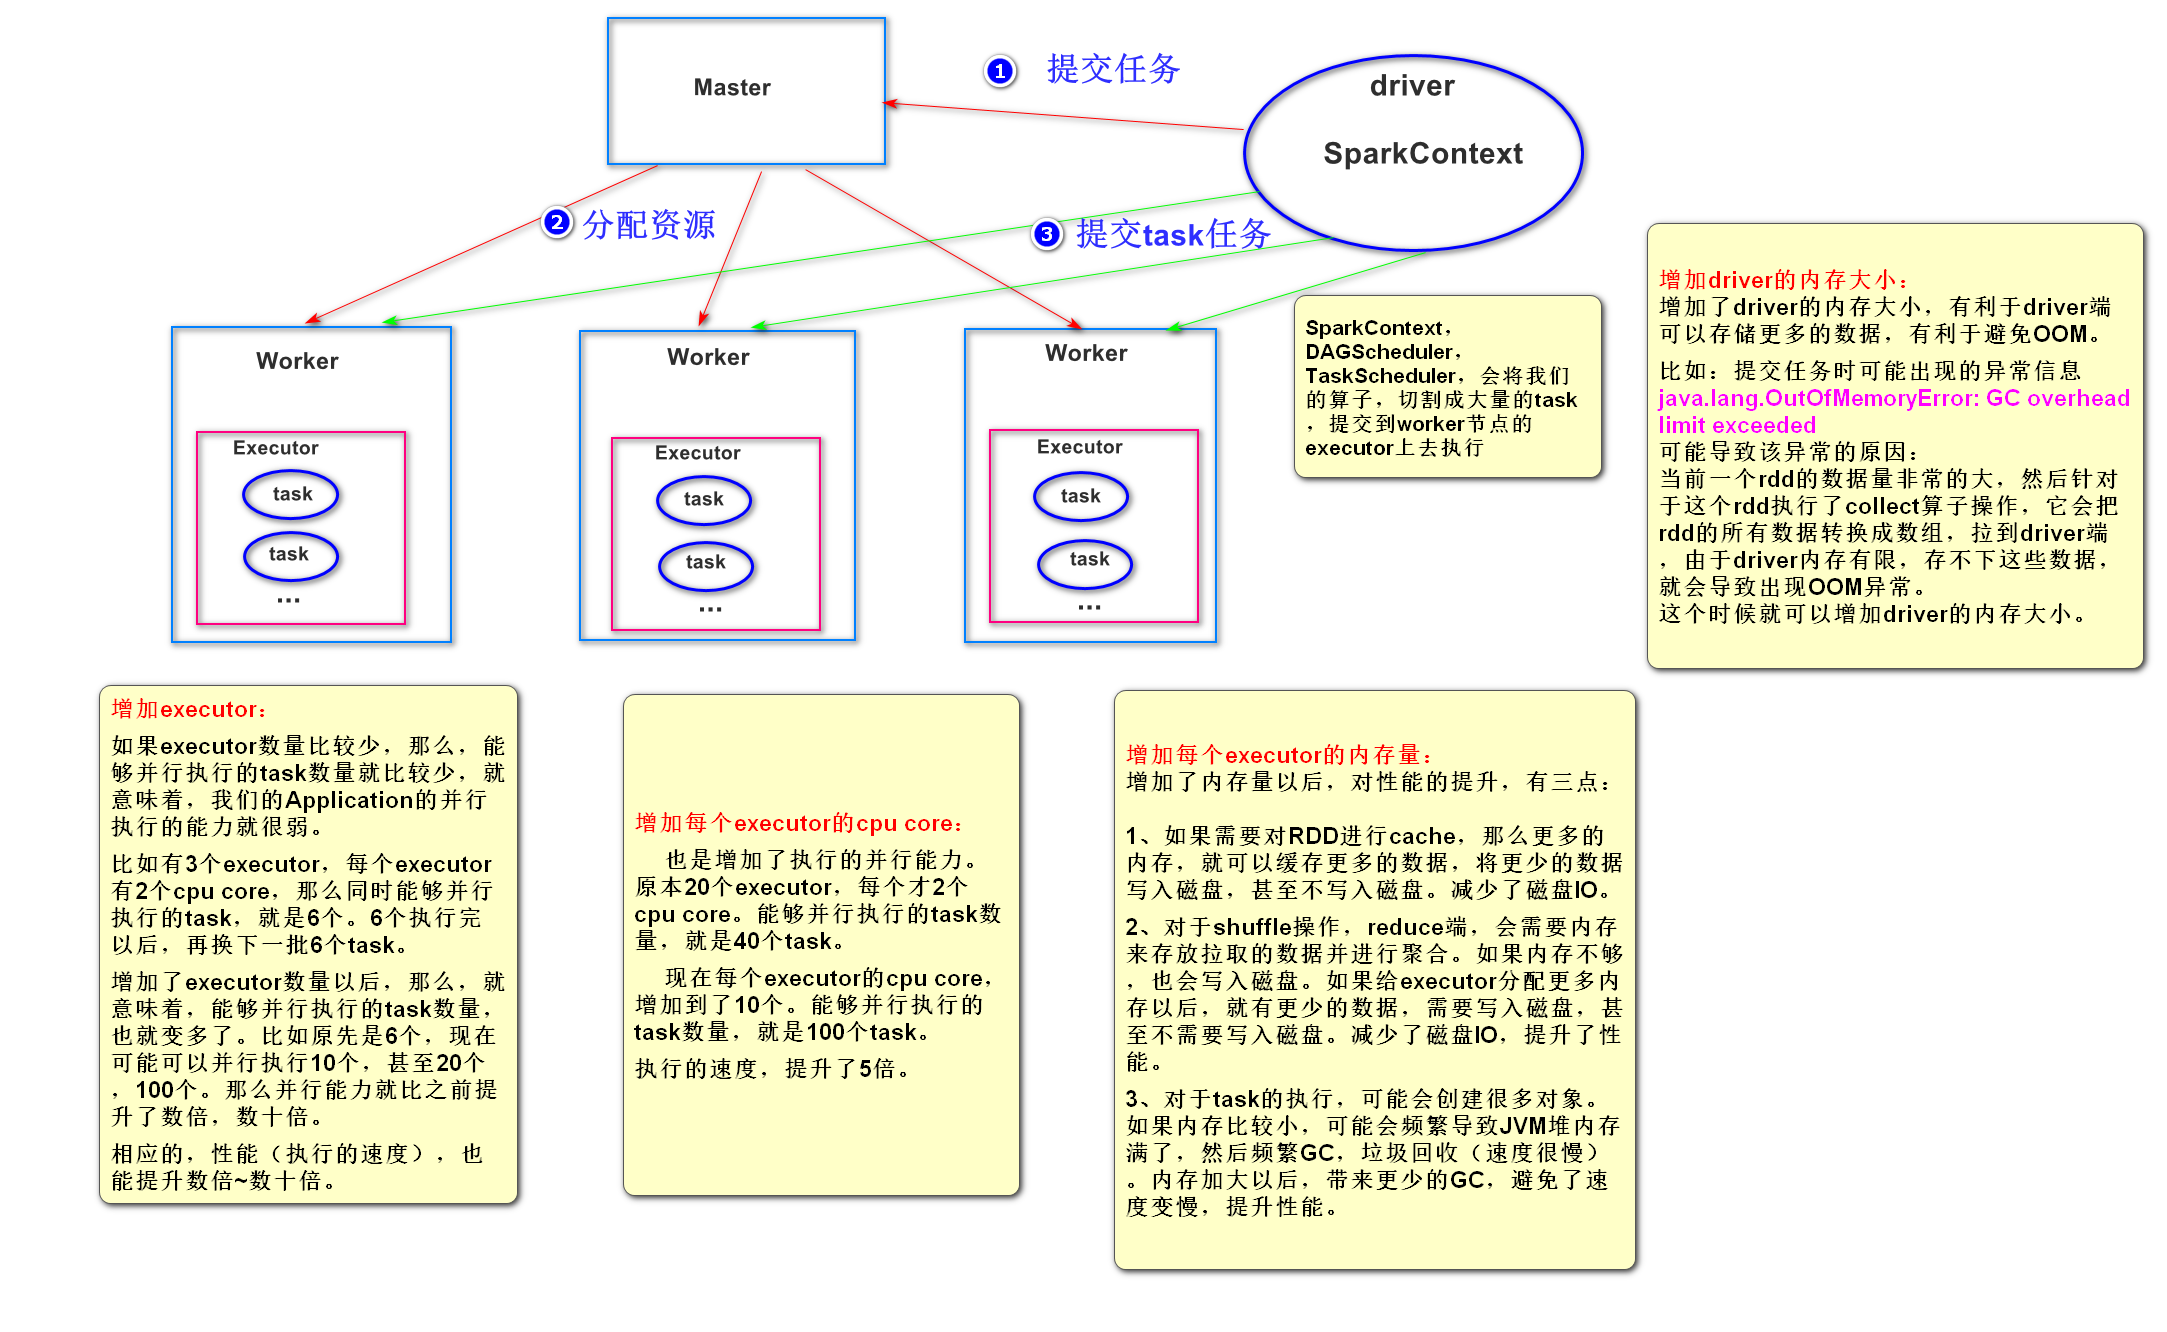 Master
1 提交任务
driver
SparkContext
2 分配资源
3 提交task任务
Worker
Executor
task
task
...
Worker
Executor
task
task
...
Worker
Executor
task
task
...
SparkContext,
DAGScheduler,
TaskScheduler，会将我们
的算子，切割成大量的task
，提交到worker节点的
executor上去执行
增加driver的内存大小：
增加了driver的内存大小，有利于driver端
可以存储更多的数据，有利于避免OOM。
比如：提交任务时可能出现的异常信息
java.lang.OutOfMemoryError: GC overhead
limit exceeded
可能导致该异常的原因：
当前一个rdd的数据量非常的大，然后针对
于这个rdd执行了collect算子操作，它会把
rdd的所有数据转换成数组，拉到driver端
，由于driver内存有限，存不下这些数据，
就会导致出现OOM异常。
这个时候就可以增加driver的内存大小。
增加executor：
如果executor数量比较少，那么，能
够并行执行的task数量就比较少，就
意味着，我们的Application的并行
执行的能力就很弱。
比如有3个executor，每个executor
有2个cpu core，那么同时能够并行
执行的task，就是6个。6个执行完
以后，再换下一批6个task。
增加了executor数量以后，那么，就
意味着，能够并行执行的task数量，
也就变多了。比如原先是6个，现在
可能可以并行执行10个，甚至20个
，100个。那么并行能力就比之前提
升了数倍，数十倍。
相应的，性能（执行的速度），也
能提升数倍~数十倍。
增加每个executor的cpu core：
也是增加了执行的并行能力。
原本20个executor，每个才2个
cpu core。能够并行执行的task数
量，就是40个task。
现在每个executor的cpu core，
增加到了10个。能够并行执行的
task数量，就是100个task。
执行的速度，提升了5倍。
增加每个executor的内存量：
增加了内存量以后，对性能的提升，有三点：
1、如果需要对RDD进行cache，那么更多的
内存，就可以缓存更多的数据，将更少的数据
写入磁盘，甚至不写入磁盘。减少了磁盘IO。
2、对于shuffle操作，reduce端，会需要内存
来存放拉取的数据并进行聚合。如果内存不够
，也会写入磁盘。如果给executor分配更多内
存以后，就有更少的数据，需要写入磁盘，甚
至不需要写入磁盘。减少了磁盘IO，提升了性
能。
3、对于task的执行，可能会创建很多对象。
如果内存比较小，可能会频繁导致JVM堆内存
满了，然后频繁GC，垃圾回收（速度很慢）
。内存加大以后，带来更少的GC，避免了速
度变慢，提升性能。